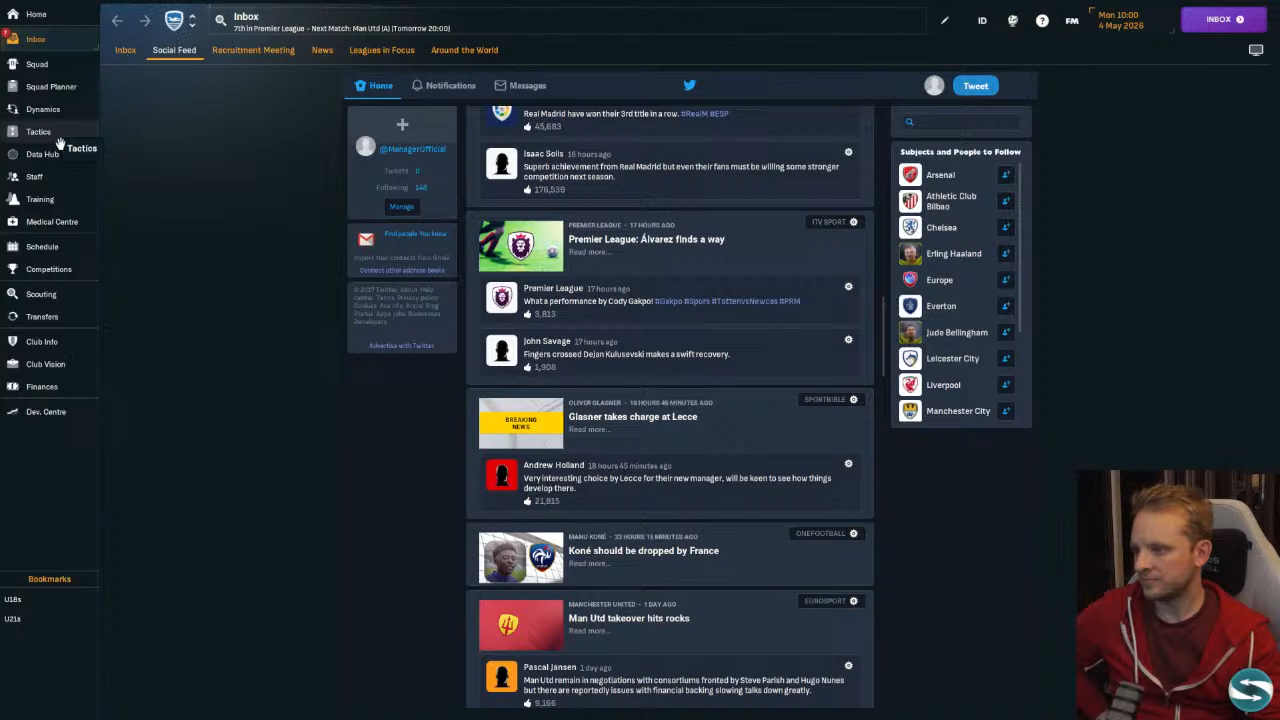 Home
7
Inbox
Squad
Squad Planner
Dynamics
Tactics
Tactics
Data Hub
Staff
Training
Medical Centre
Schedule
Competitions
Scouting
Transfers
Club Info
Club Vision
Finances
Dev. Centre
Bookmarks
U18s
U21s
Inbox
7th in Premier League - Next Match: Man Utd (A) (Tomorrow 20:00)
ID
?
FM
Mon 10:00
4 May 2026
INBOX
Inbox
Social Feed
Recruitment Meeting
News
Leagues in Focus
Around the World
Home
Notifications
Messages
Tweet
@ManagerOfficial
Tweets 0
Following 146
Manage
Find people You know
Import Your contacts from Gmail
Connect other address books
© 2017 Twitter About Help
center Terms Privacy policy
Cookies Ads info Brand Blog
Status Apps Jobs Businesses
Developers
Advertise with Twitter
Real Madrid have won their 3rd title in a row. #RealM #ESP
45,683
Isaac Solis 16 hours ago
Superb achievement from Real Madrid but even their fans must be willing some stronger
competition next season.
176,539
PREMIER LEAGUE - 17 HOURS AGO
ITV SPORT
Premier League: Álvarez finds a way
Read more...
Premier League 17 hours ago
What a performance by Cody Gakpo! #Gakpo #Spurs #TottenvsNewcas #PRM
3,813
John Savage 17 hours ago
Fingers crossed Dejan Kulusevski makes a swift recovery.
1,908
OLIVER GLASNER - 18 HOURS 45 MINUTES AGO
SPORTBIBLE
BREAKING
NEWS
Glasner takes charge at Lecce
Read more...
Andrew Holland 18 hours 45 minutes ago
Very interesting choice by Lecce for their new manager, will be keen to see how things
develop there.
21,815
MANU KONÉ - 23 HOURS 15 MINUTES AGO
ONEFOOTBALL
Koné should be dropped by France
Read more...
MANCHESTER UNITED - 1 DAY AGO
EUROSPORT
Man Utd takeover hits rocks
Read more...
Pascal Jansen 1 day ago
Man Utd remain in negotiations with consortiums fronted by Steve Parish and Hugo Nunes
but there are reportedly issues with financial backing slowing talks down greatly.
9,166
Subjects and People to Follow
Arsenal
Athletic Club
Bilbao
Chelsea
Erling Haaland
Europe
Everton
Jude Bellingham
Leicester City
Liverpool
Manchester City